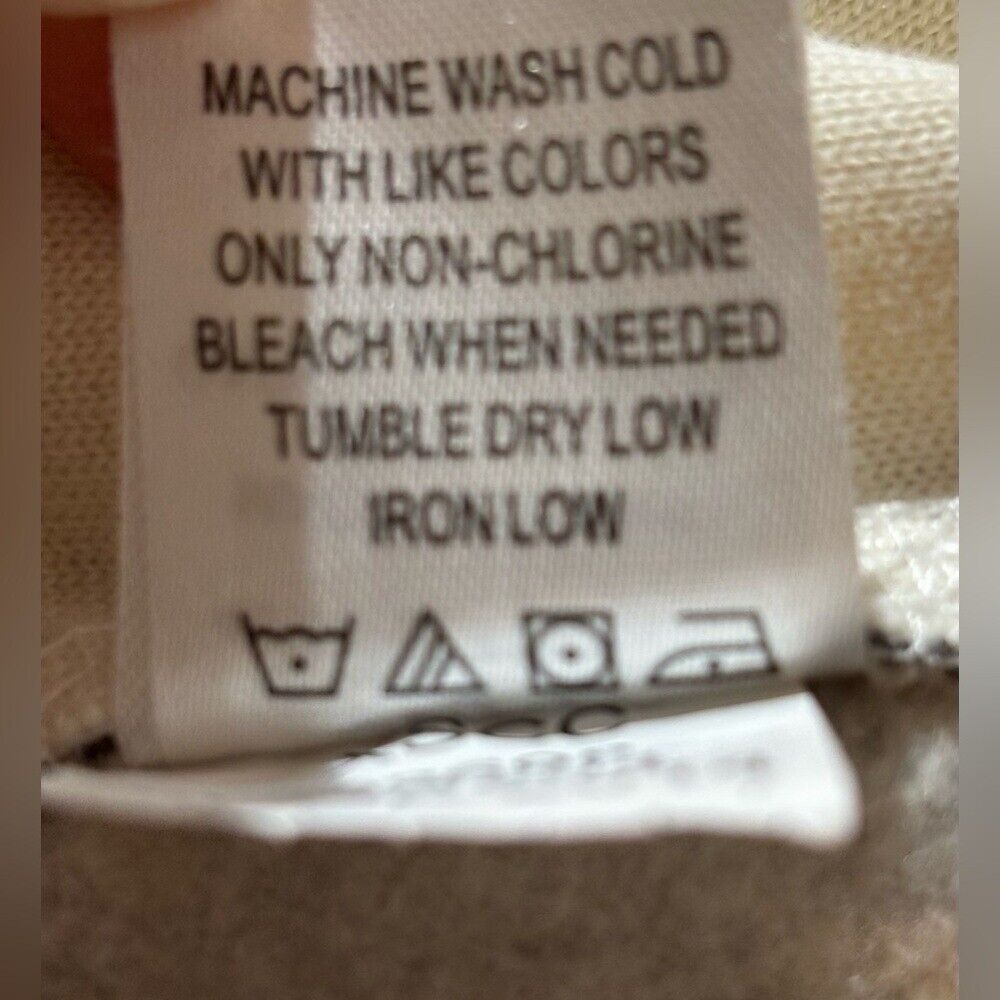 MACHINE WASH COLD
WITH LIKE COLORS
ONLY NON-CHLORINE
BLEACH WHEN NEEDED
TUMBLE DRY LOW
IRON LOW